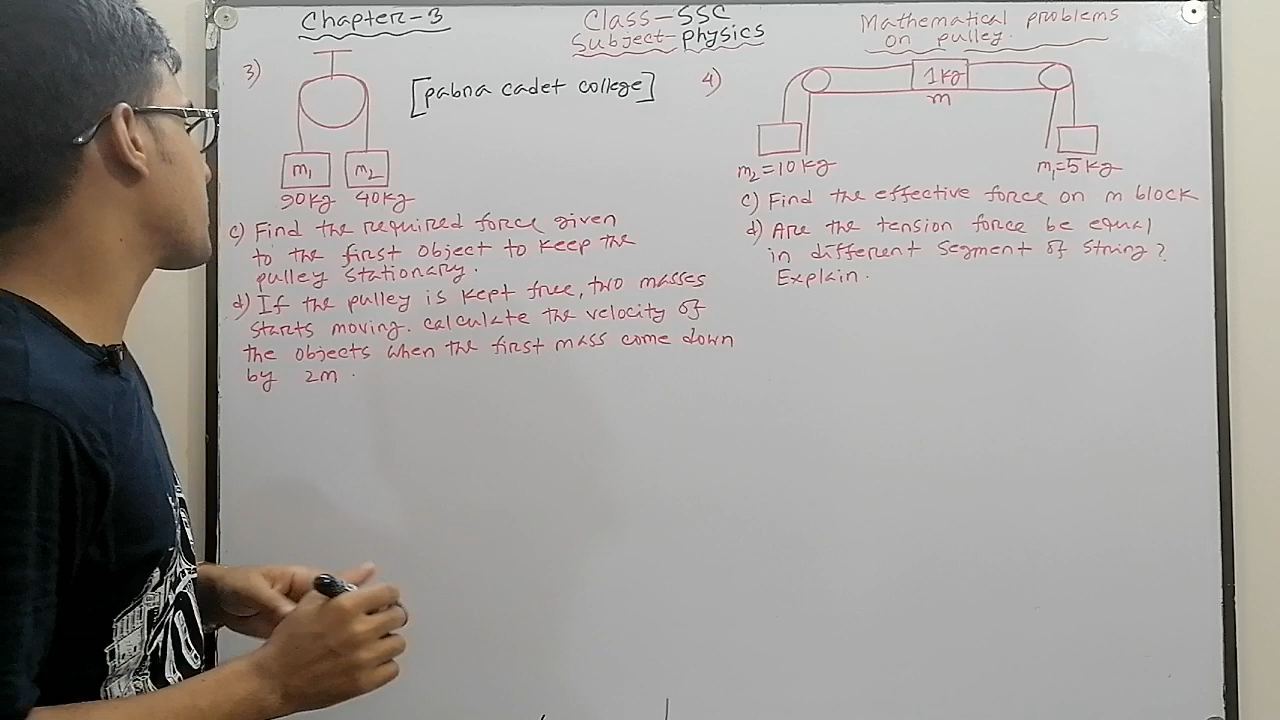 Chapter-3
Class-SSC
Subject-Physics
Mathematical problems
on pulley.
3)
[pabna cadet college]
m1 m2
90kg 40kg
c) Find the required force given
to the first object to keep the
pulley stationary.
d) If the pulley is kept free, two masses
starts moving. calculate the velocity of
the objects when the first mass come down
by 2m.
4)
1kg
m
m2=10kg m1=5kg
c) Find the effective force on m block
d) Are the tension force be equal
in different segment of string?
Explain.